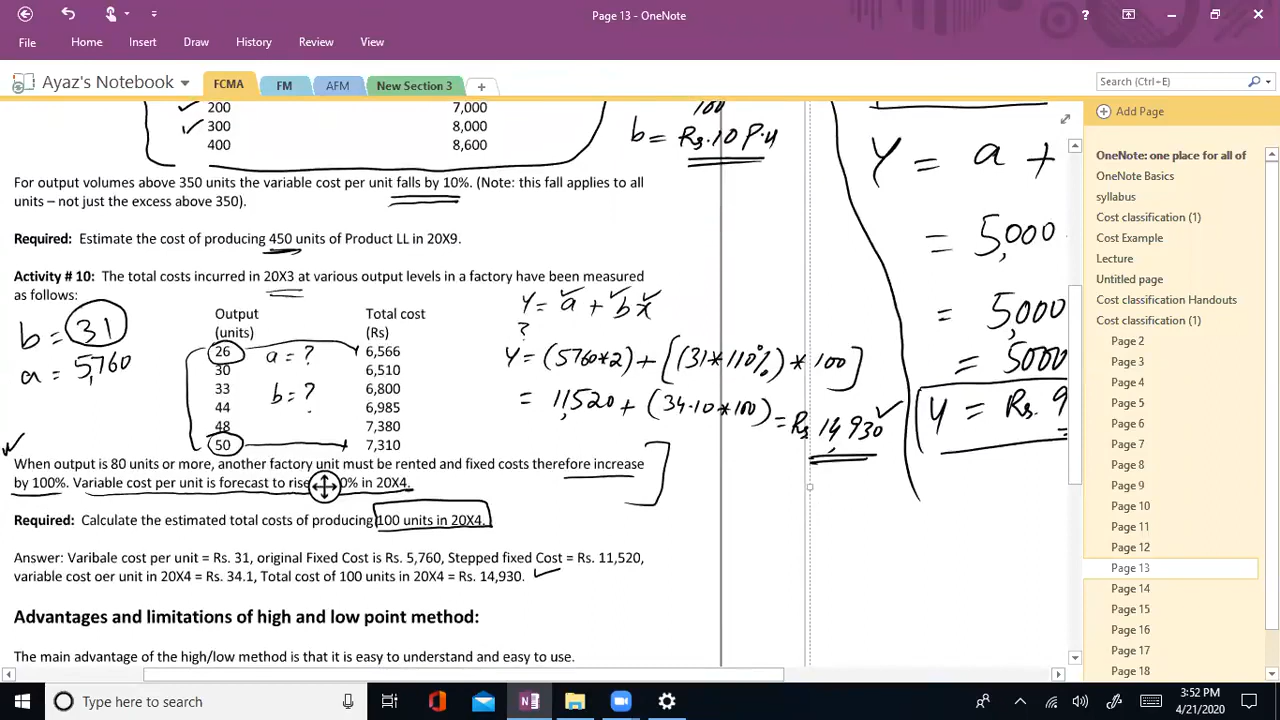 Page 13 - OneNote
File Home Insert Draw History Review View
Ayaz's Notebook FCMA FM AFM New Section 3
Search (Ctrl+E)
Add Page
200 7,000
300 8,000
400 8,600
100
b = Rs.10 P.u
For output volumes above 350 units the variable cost per unit falls by 10%. (Note: this fall applies to all
units – not just the excess above 350).
Required: Estimate the cost of producing 450 units of Product LL in 20X9.
Activity # 10: The total costs incurred in 20X3 at various output levels in a factory have been measured
as follows:
Output Total cost
(units) (Rs)
26 6,566
30 6,510
33 6,800
44 6,985
48 7,380
50 7,310
b = 31
a = 5,760
a = ?
b = ?
Y = a + bx
?
Y = (5760*2) + [(31*110%) * 100]
= 11,520 + (34.10*100) = Rs 14,930
When output is 80 units or more, another factory unit must be rented and fixed costs therefore increase
by 100%. Variable cost per unit is forecast to rise 0% in 20X4.
Required: Calculate the estimated total costs of producing 100 units in 20X4.
Answer: Varibale cost per unit = Rs. 31, original Fixed Cost is Rs. 5,760, Stepped fixed Cost = Rs. 11,520,
variable cost oer unit in 20X4 = Rs. 34.1, Total cost of 100 units in 20X4 = Rs. 14,930.
Advantages and limitations of high and low point method:
The main advantage of the high/low method is that it is easy to understand and easy to use.
Y = a +
= 5,000
= 5,000
= 5000
Y = Rs. 9
OneNote: one place for all of
OneNote Basics
syllabus
Cost classification (1)
Cost Example
Lecture
Untitled page
Cost classification Handouts
Cost classification (1)
Page 2
Page 3
Page 4
Page 5
Page 6
Page 7
Page 8
Page 9
Page 10
Page 11
Page 12
Page 13
Page 14
Page 15
Page 16
Page 17
Page 18
Type here to search
3:52 PM
4/21/2020